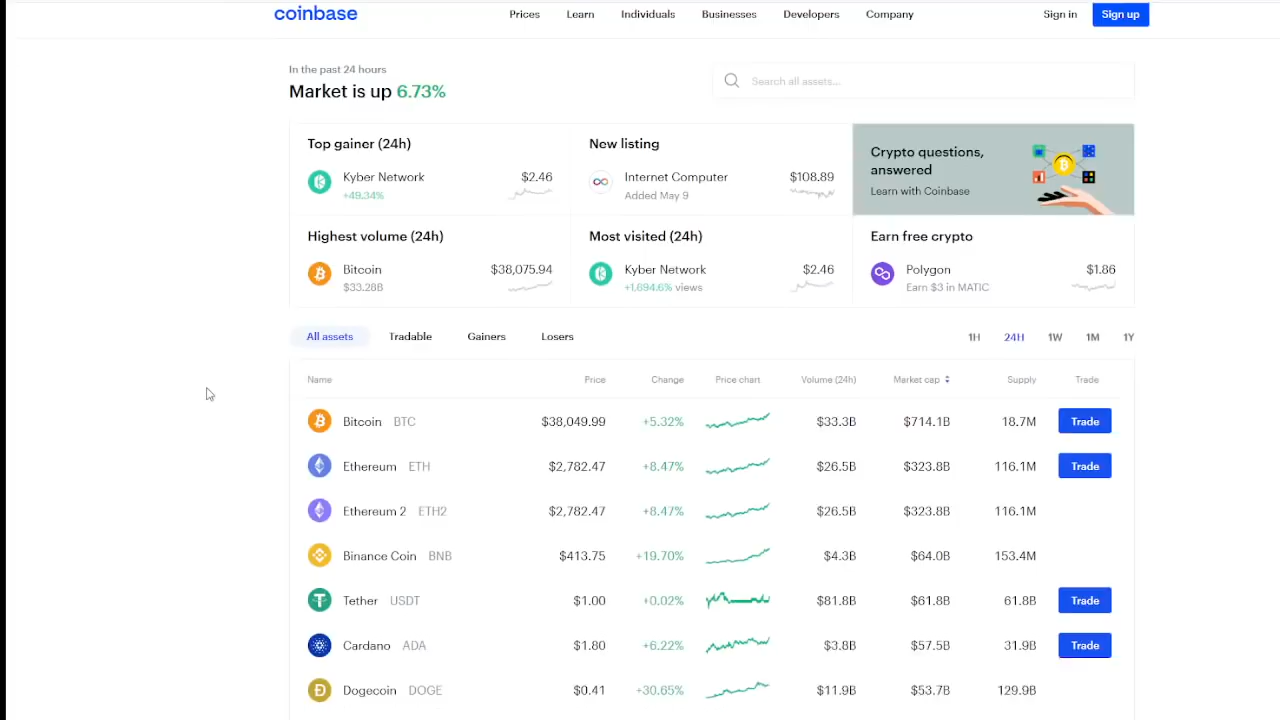 coinbase Prices Learn Individuals Businesses Developers Company Sign in Sign up
In the past 24 hours
Market is up 6.73%
Search all assets...
Top gainer (24h)
Kyber Network $2.46
+49.34%
New listing
Internet Computer $108.89
Added May 9
Crypto questions,
answered
Learn with Coinbase
Highest volume (24h)
Bitcoin $38,075.94
$33.28B
Most visited (24h)
Kyber Network $2.46
+1,694.6% views
Earn free crypto
Polygon $1.86
Earn $3 in MATIC
All assets Tradable Gainers Losers 1H 24H 1W 1M 1Y
Name Price Change Price chart Volume (24h) Market cap Supply Trade
Bitcoin BTC $38,049.99 +5.32% $33.3B $714.1B 18.7M Trade
Ethereum ETH $2,782.47 +8.47% $26.5B $323.8B 116.1M Trade
Ethereum 2 ETH2 $2,782.47 +8.47% $26.5B $323.8B 116.1M
Binance Coin BNB $413.75 +19.70% $4.3B $64.0B 153.4M
Tether USDT $1.00 +0.02% $81.8B $61.8B 61.8B Trade
Cardano ADA $1.80 +6.22% $3.8B $57.5B 31.9B Trade
Dogecoin DOGE $0.41 +30.65% $11.9B $53.7B 129.9B